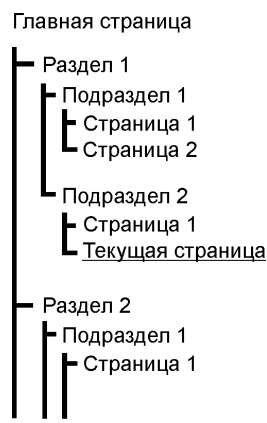 Главная страница
Раздел 1
Подраздел 1
Страница 1
Страница 2
Подраздел 2
Страница 1
Текущая страница
Раздел 2
Подраздел 1
Страница 1